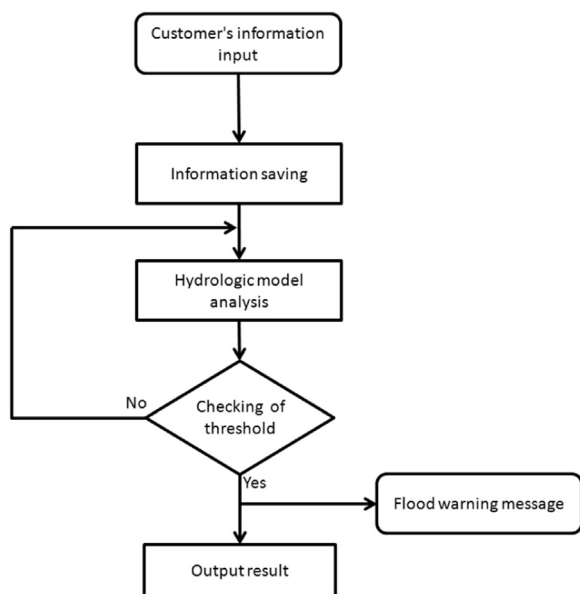 Customer's information
input
Information saving
Hydrologic model
analysis
No
Checking of
threshold
Yes
Flood warning message
Output result